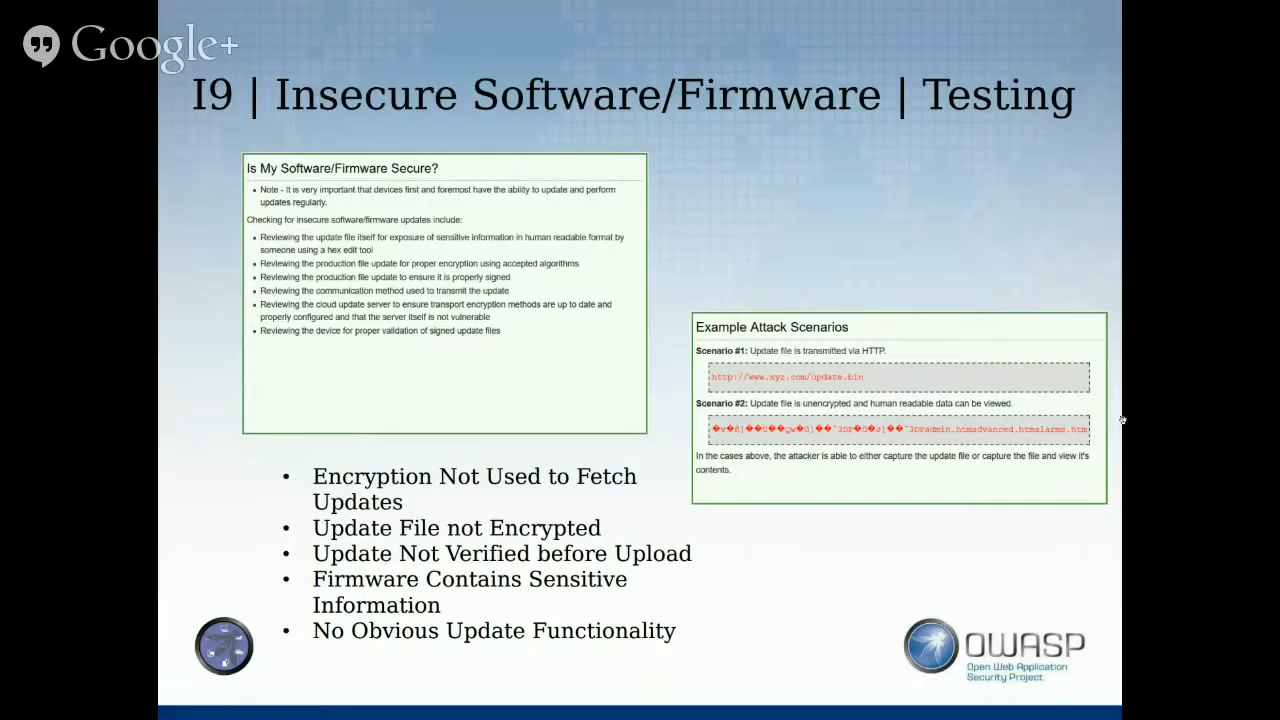 Google+
I9 | Insecure Software/Firmware | Testing
Is My Software/Firmware Secure?
• Note - It is very important that devices first and foremost have the ability to update and perform
updates regularly.
Checking for insecure software/firmware updates include:
• Reviewing the update file itself for exposure of sensitive information in human readable format by
someone using a hex edit tool
• Reviewing the production file update for proper encryption using accepted algorithms
• Reviewing the production file update to ensure it is properly signed
• Reviewing the communication method used to transmit the update
• Reviewing the cloud update server to ensure transport encryption methods are up to date and
properly configured and that the server itself is not vulnerable
• Reviewing the device for proper validation of signed update files
Example Attack Scenarios
Scenario #1: Update file is transmitted via HTTP.
http://www.xyz.com/update.bin
Scenario #2: Update file is unencrypted and human readable data can be viewed.
�v�ñ]��Ü��Qw�û]��ˆ3DP�Ö�ƨ]��ˆ3DPadmin.htmadvanced.htmalarms.htm
In the cases above, the attacker is able to either capture the update file or capture the file and view it's
contents.
• Encryption Not Used to Fetch
Updates
• Update File not Encrypted
• Update Not Verified before Upload
• Firmware Contains Sensitive
Information
• No Obvious Update Functionality
OWASP
Open Web Application
Security Project